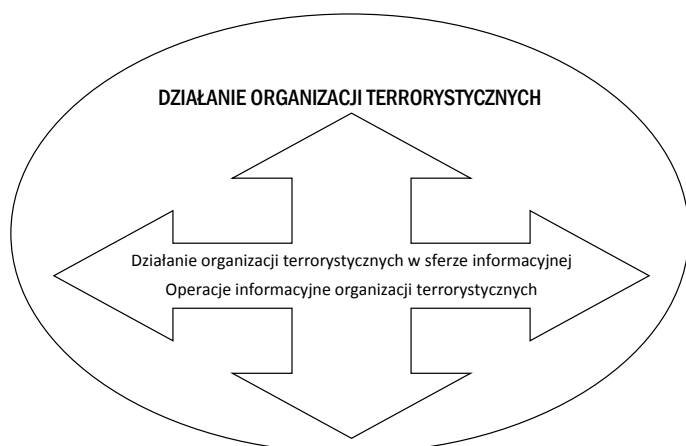 DZIAŁANIE ORGANIZACJI TERRORYSTYCZNYCH
Działanie organizacji terrorystycznych w sferze informacyjnej
Operacje informacyjne organizacji terrorystycznych